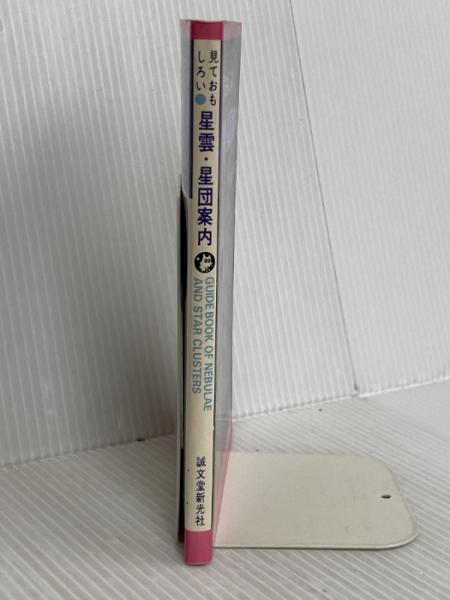 見ておも
しろい
星雲・星団案内
GUIDE BOOK OF NEBULAE
AND STAR CLUSTERS
誠文堂新光社